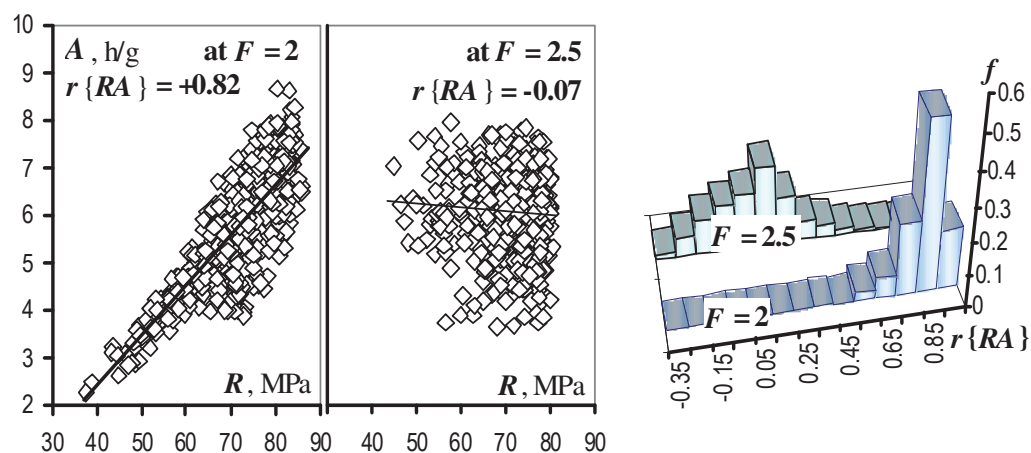 10
9
8
7
6
5
4
3
2
A , h/g
at F = 2
r {RA } = +0.82
R , MPa
30 40 50 60 70 80 90
at F = 2.5
r {RA } = -0.07
R , MPa
40 50 60 70 80 90
f
0.6
0.5
0.4
0.3
0.2
0.1
0
F = 2.5
F = 2
r {RA }
-0.35 -0.15 0.05 0.25 0.45 0.65 0.85